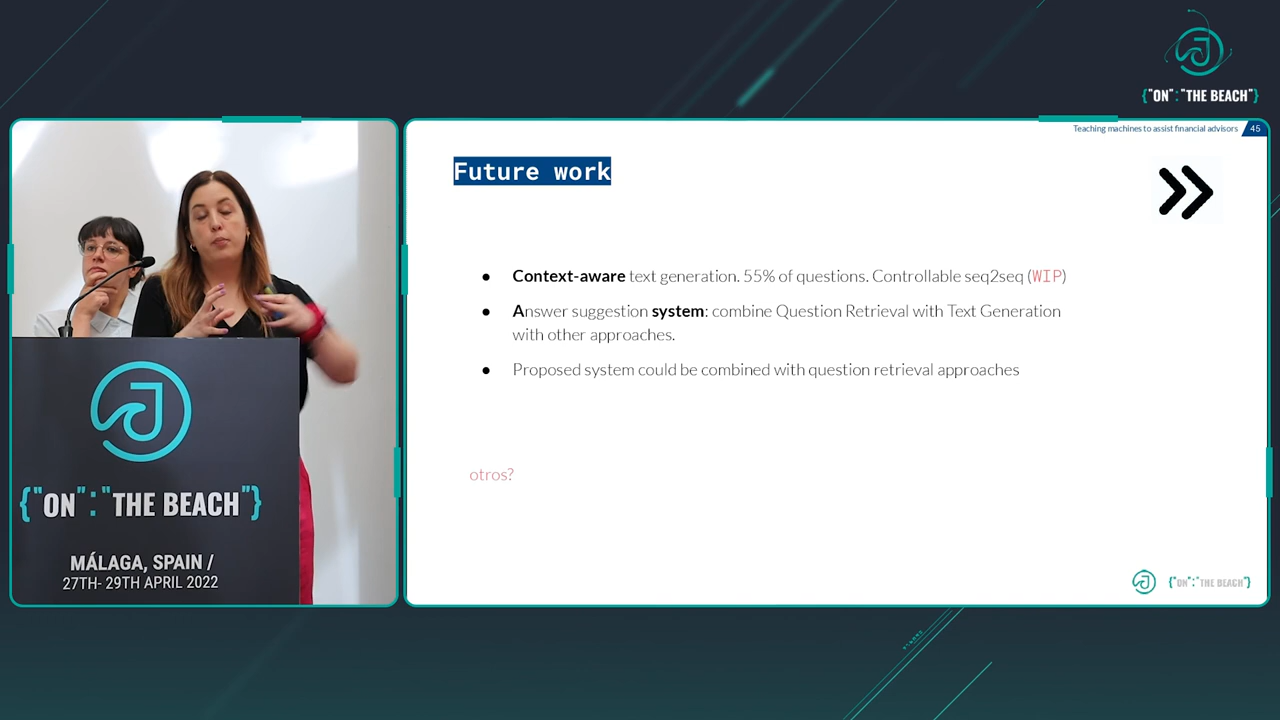 {"ON":"THE BEACH"}
Teaching machines to assist financial advisors 45
Future work
● Context-aware text generation. 55% of questions. Controllable seq2seq (WIP)
● Answer suggestion system: combine Question Retrieval with Text Generation
with other approaches.
● Proposed system could be combined with question retrieval approaches
otros?
{"ON":"THE BEACH"}
{"ON":"THE BEACH"}
MÁLAGA, SPAIN /
27TH- 29TH APRIL 2022